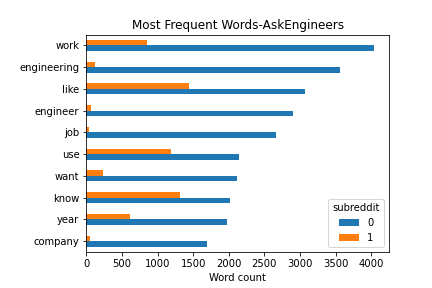 Most Frequent Words-AskEngineers
work
engineering
like
engineer
job
use
want
know
year
company
subreddit
0
1
0 500 1000 1500 2000 2500 3000 3500 4000
Word count